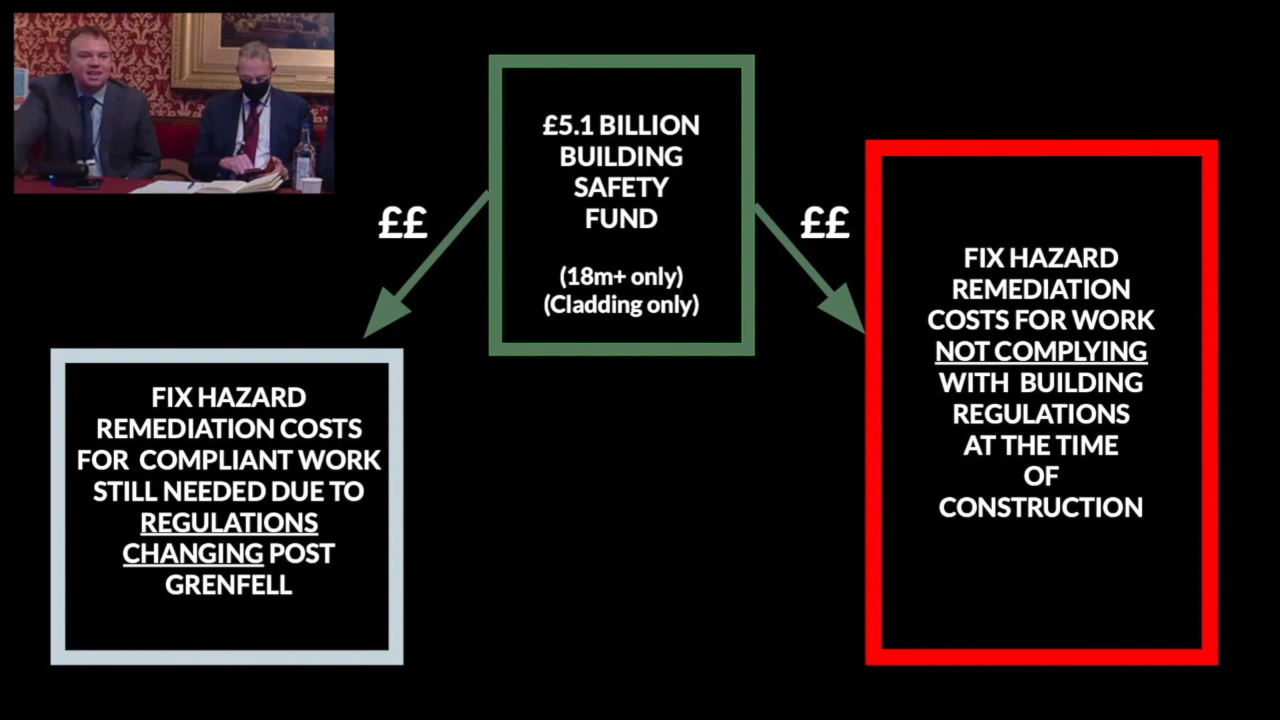 £5.1 BILLION
BUILDING
SAFETY
FUND
(18m+ only)
(Cladding only)
££
££
FIX HAZARD
REMEDIATION COSTS
FOR COMPLIANT WORK
STILL NEEDED DUE TO
REGULATIONS
CHANGING POST
GRENFELL
FIX HAZARD
REMEDIATION
COSTS FOR WORK
NOT COMPLYING
WITH BUILDING
REGULATIONS
AT THE TIME
OF
CONSTRUCTION